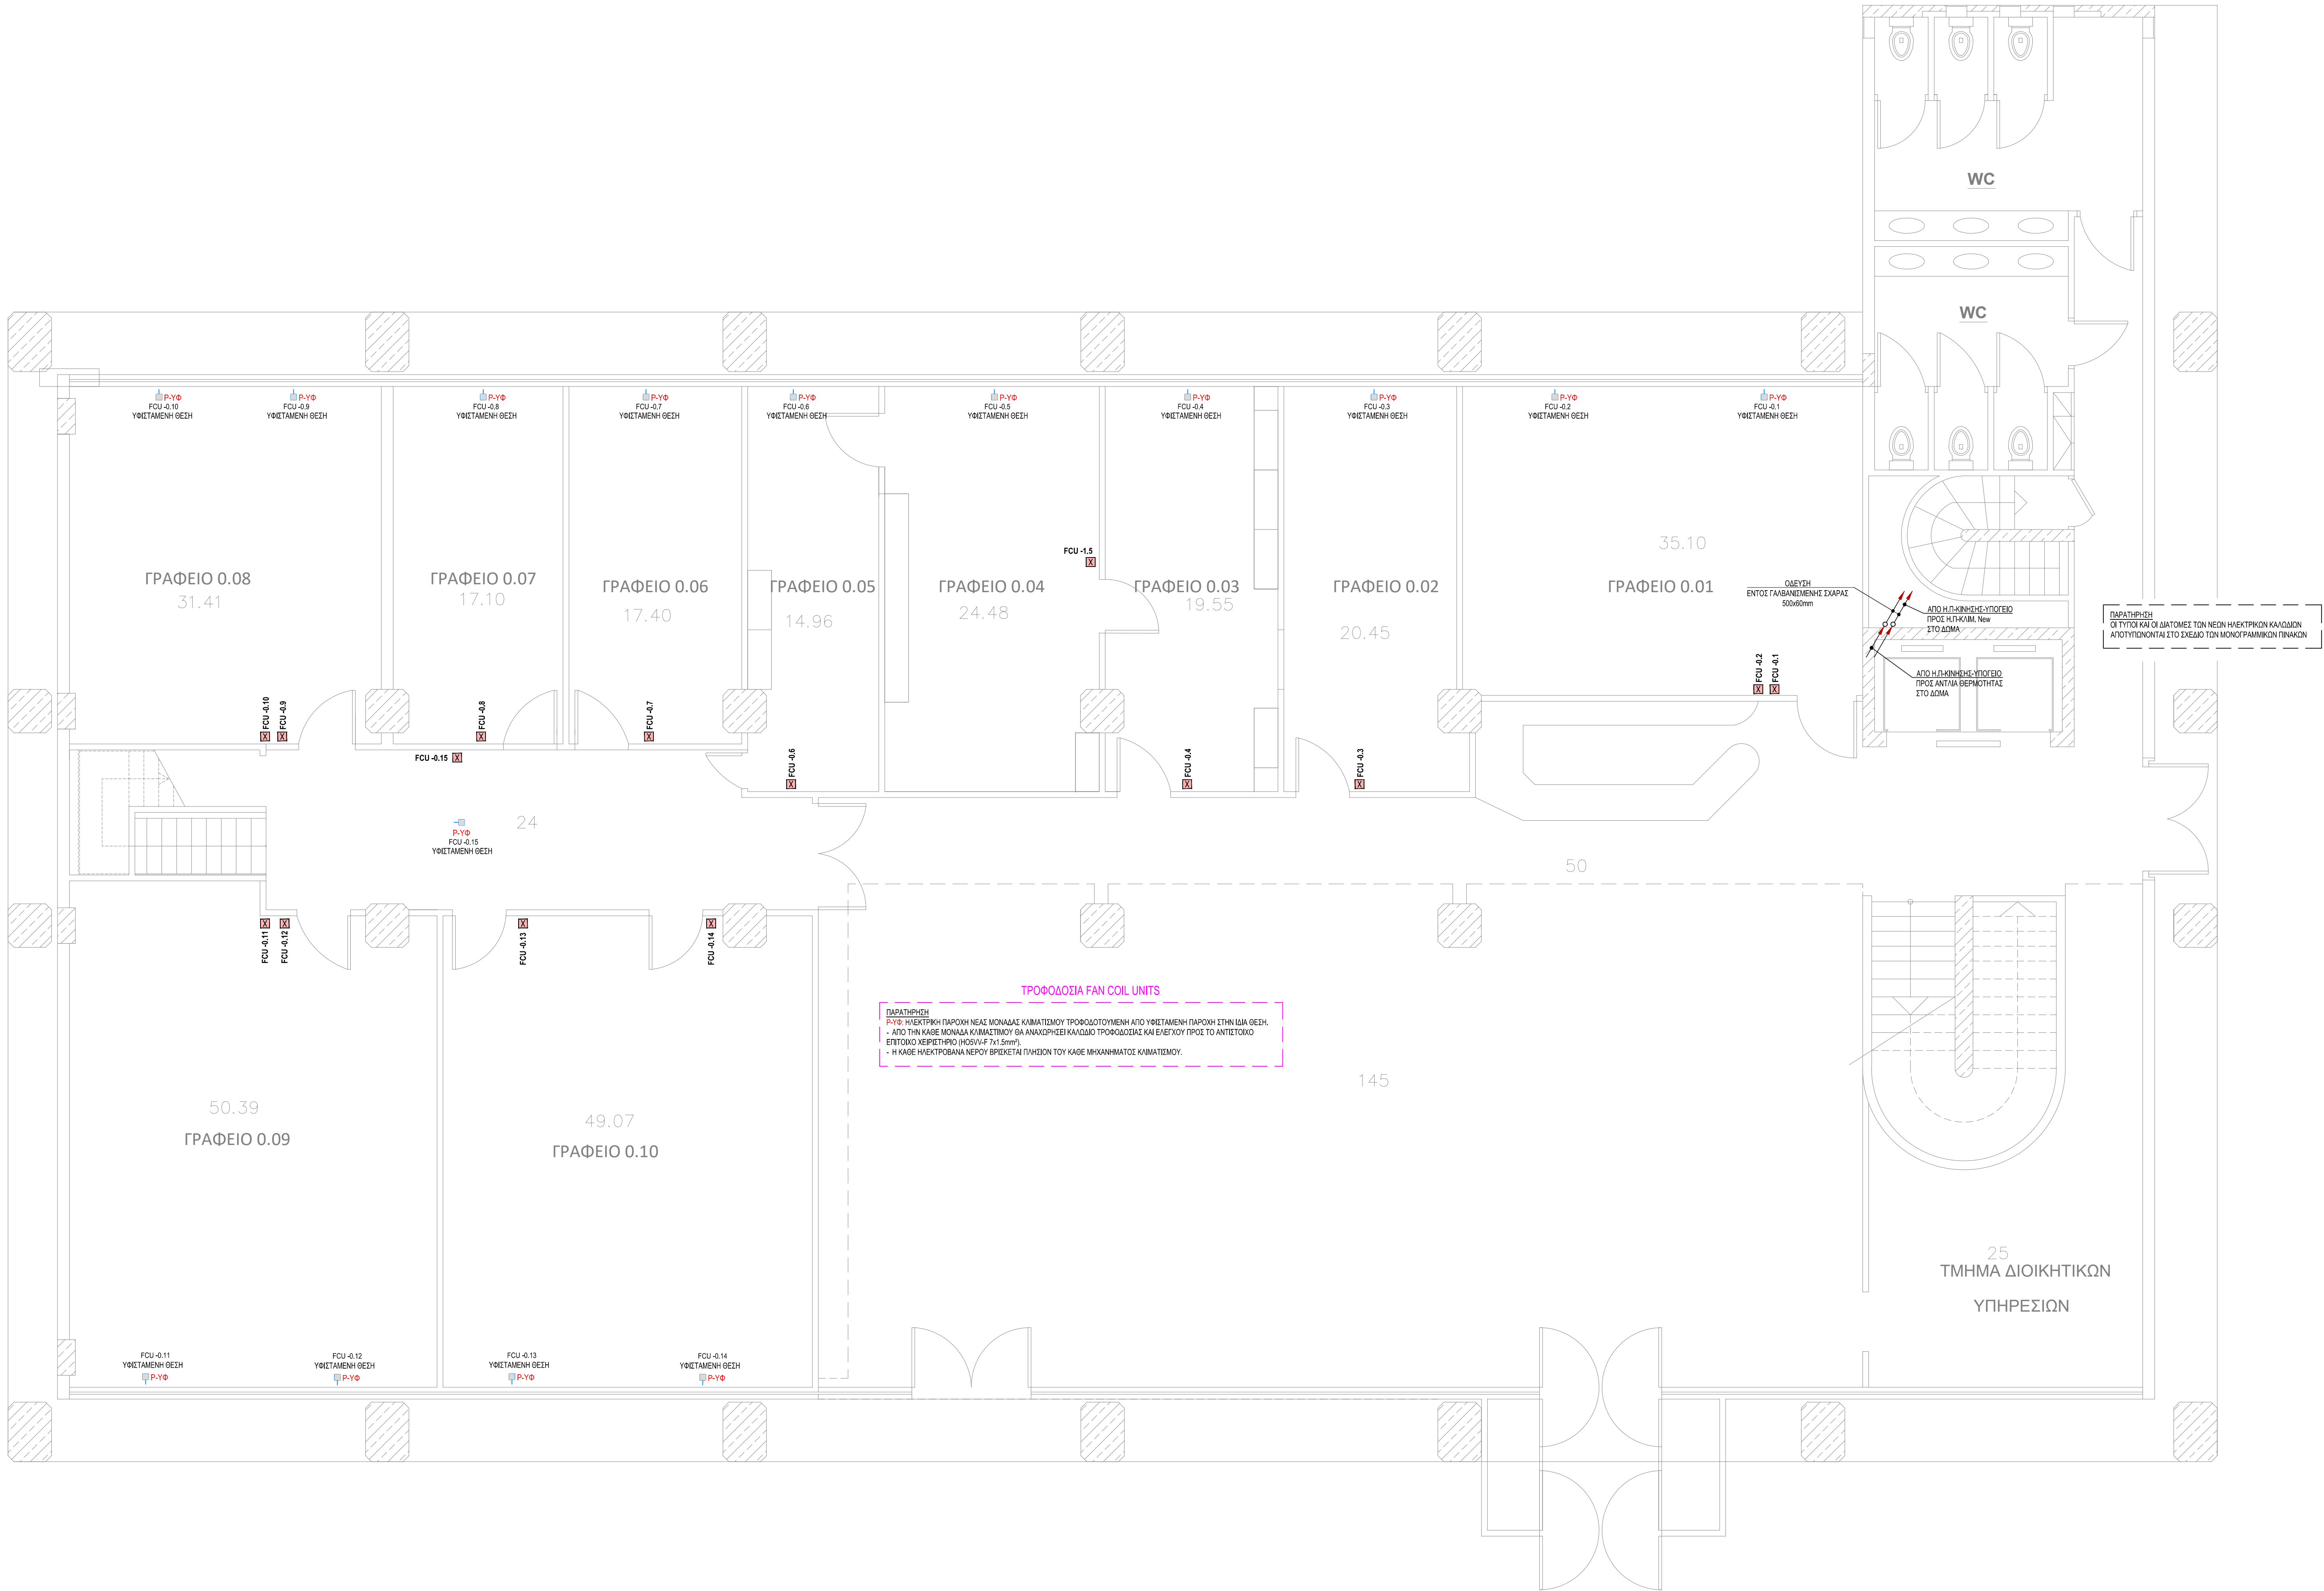 WC
WC
Ρ-ΥΦ
FCU -0.10
ΥΦΙΣΤΑΜΕΝΗ ΘΕΣΗ
Ρ-ΥΦ
FCU -0.9
ΥΦΙΣΤΑΜΕΝΗ ΘΕΣΗ
Ρ-ΥΦ
FCU -0.8
ΥΦΙΣΤΑΜΕΝΗ ΘΕΣΗ
Ρ-ΥΦ
FCU -0.7
ΥΦΙΣΤΑΜΕΝΗ ΘΕΣΗ
Ρ-ΥΦ
FCU -0.6
ΥΦΙΣΤΑΜΕΝΗ ΘΕΣΗ
Ρ-ΥΦ
FCU -0.5
ΥΦΙΣΤΑΜΕΝΗ ΘΕΣΗ
Ρ-ΥΦ
FCU -0.4
ΥΦΙΣΤΑΜΕΝΗ ΘΕΣΗ
Ρ-ΥΦ
FCU -0.3
ΥΦΙΣΤΑΜΕΝΗ ΘΕΣΗ
Ρ-ΥΦ
FCU -0.2
ΥΦΙΣΤΑΜΕΝΗ ΘΕΣΗ
Ρ-ΥΦ
FCU -0.1
ΥΦΙΣΤΑΜΕΝΗ ΘΕΣΗ
ΓΡΑΦΕΙΟ 0.08
31.41
ΓΡΑΦΕΙΟ 0.07
17.10
ΓΡΑΦΕΙΟ 0.06
17.40
ΓΡΑΦΕΙΟ 0.05
14.96
FCU -1.5
ΓΡΑΦΕΙΟ 0.04
24.48
ΓΡΑΦΕΙΟ 0.03
19.55
ΓΡΑΦΕΙΟ 0.02
20.45
35.10
ΓΡΑΦΕΙΟ 0.01
ΟΔΕΥΣΗ
ΕΝΤΟΣ ΓΑΛΒΑΝΙΣΜΕΝΗΣ ΣΧΑΡΑΣ
500x60mm
ΑΠΟ Η.Π-ΚΙΝΗΣΗΣ-ΥΠΟΓΕΙΟ
ΠΡΟΣ Η.Π-ΚΛΙΜ. New
ΣΤΟ ΔΩΜΑ
ΑΠΟ Η.Π-ΚΙΝΗΣΗΣ-ΥΠΟΓΕΙΟ
ΠΡΟΣ ΑΝΤΛΙΑ ΘΕΡΜΟΤΗΤΑΣ
ΣΤΟ ΔΩΜΑ
ΠΑΡΑΤΗΡΗΣΗ
ΟΙ ΤΥΠΟΙ ΚΑΙ ΟΙ ΔΙΑΤΟΜΕΣ ΤΩΝ ΝΕΩΝ ΗΛΕΚΤΡΙΚΩΝ ΚΑΛΩΔΙΩΝ
ΑΠΟΤΥΠΩΝΟΝΤΑΙ ΣΤΟ ΣΧΕΔΙΟ ΤΩΝ ΜΟΝΟΓΡΑΜΜΙΚΩΝ ΠΙΝΑΚΩΝ
FCU -0.10
FCU -0.9
FCU -0.8
FCU -0.7
FCU -0.6
FCU -0.4
FCU -0.3
FCU -0.2
FCU -0.1
FCU -0.15
Ρ-ΥΦ
FCU -0.15
ΥΦΙΣΤΑΜΕΝΗ ΘΕΣΗ
24
50
FCU -0.11
FCU -0.12
FCU -0.13
FCU -0.14
ΤΡΟΦΟΔΟΣΙΑ FAN COIL UNITS
ΠΑΡΑΤΗΡΗΣΗ
Ρ-ΥΦ: ΗΛΕΚΤΡΙΚΗ ΠΑΡΟΧΗ ΝΕΑΣ ΜΟΝΑΔΑΣ ΚΛΙΜΑΤΙΣΜΟΥ ΤΡΟΦΟΔΟΤΟΥΜΕΝΗ ΑΠΟ ΥΦΙΣΤΑΜΕΝΗ ΠΑΡΟΧΗ ΣΤΗΝ ΙΔΙΑ ΘΕΣΗ.
- ΑΠΟ ΤΗΝ ΚΑΘΕ ΜΟΝΑΔΑ ΚΛΙΜΑΣΤΙΜΟΥ ΘΑ ΑΝΑΧΩΡΗΣΕΙ ΚΑΛΩΔΙΟ ΤΡΟΦΟΔΟΣΙΑΣ ΚΑΙ ΕΛΕΓΧΟΥ ΠΡΟΣ ΤΟ ΑΝΤΙΣΤΟΙΧΟ
ΕΠΙΤΟΙΧΟ ΧΕΙΡΙΣΤΗΡΙΟ (HO5VV-F 7x1.5mm²).
- Η ΚΑΘΕ ΗΛΕΚΤΡΟΒΑΝΑ ΝΕΡΟΥ ΒΡΙΣΚΕΤΑΙ ΠΛΗΣΙΟΝ ΤΟΥ ΚΑΘΕ ΜΗΧΑΝΗΜΑΤΟΣ ΚΛΙΜΑΤΙΣΜΟΥ.
145
50.39
ΓΡΑΦΕΙΟ 0.09
49.07
ΓΡΑΦΕΙΟ 0.10
25
ΤΜΗΜΑ ΔΙΟΙΚΗΤΙΚΩΝ
ΥΠΗΡΕΣΙΩΝ
FCU -0.11
ΥΦΙΣΤΑΜΕΝΗ ΘΕΣΗ
Ρ-ΥΦ
FCU -0.12
ΥΦΙΣΤΑΜΕΝΗ ΘΕΣΗ
Ρ-ΥΦ
FCU -0.13
ΥΦΙΣΤΑΜΕΝΗ ΘΕΣΗ
Ρ-ΥΦ
FCU -0.14
ΥΦΙΣΤΑΜΕΝΗ ΘΕΣΗ
Ρ-ΥΦ